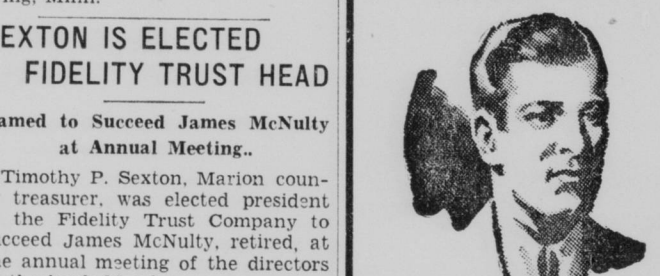 EXTON IS ELECTED
FIDELITY TRUST HEAD
amed to Succeed James McNulty
at Annual Meeting..
Timothy P. Sexton, Marion coun-
treasurer, was elected president
the Fidelity Trust Company to
cceed James McNulty, retired, at
e annual meeting of the directors